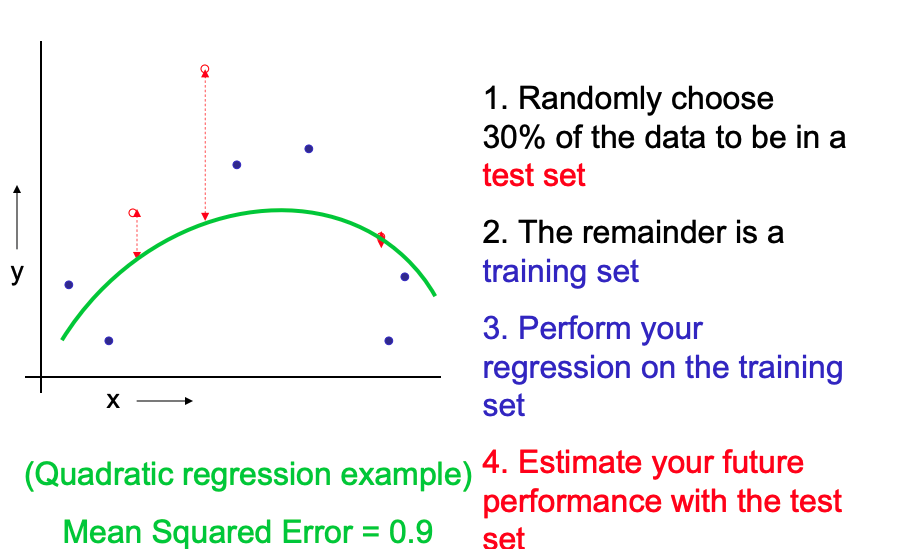 1. Randomly choose
30% of the data to be in a
test set
2. The remainder is a
training set
3. Perform your
regression on the training
set
4. Estimate your future
performance with the test
set
y
x
(Quadratic regression example)
Mean Squared Error = 0.9